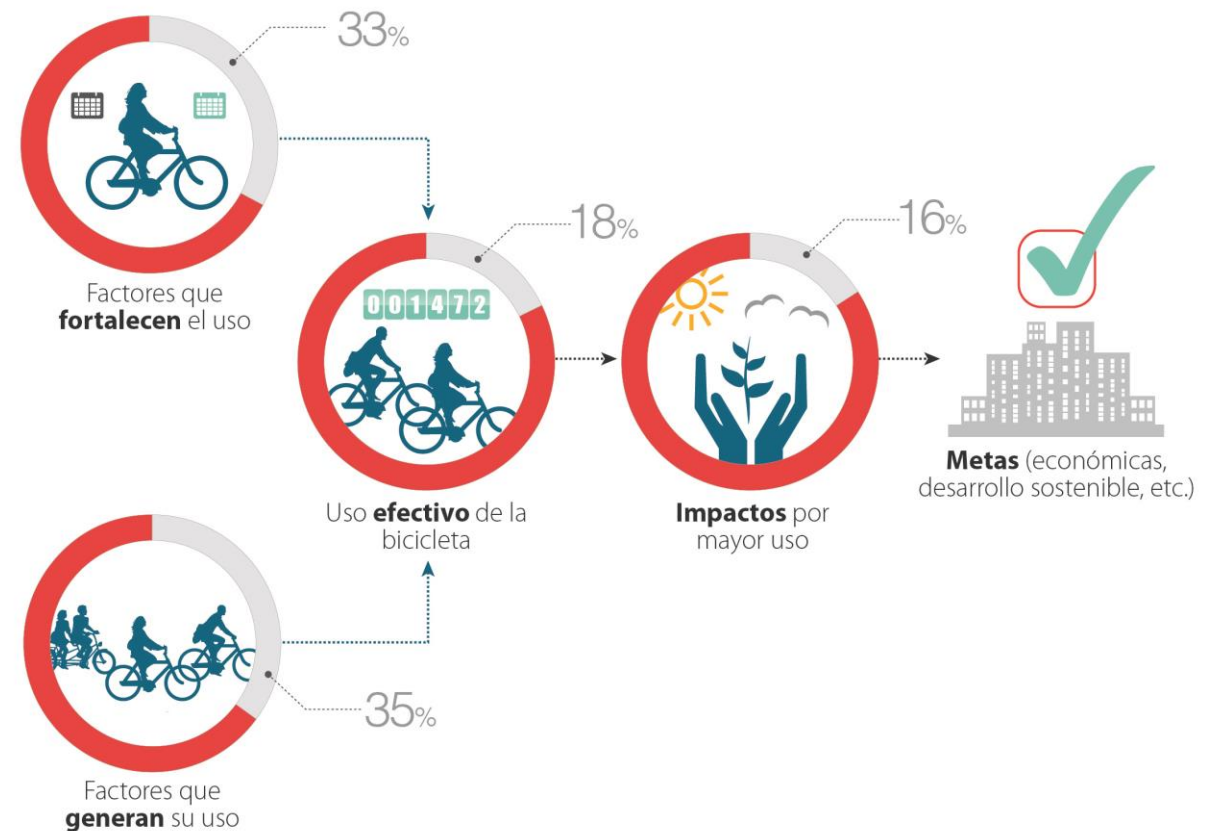 33%
Factores que
fortalecen el uso
18%
001472
Uso efectivo de la
bicicleta
16%
Impactos por
mayor uso
Metas (económicas,
desarrollo sostenible, etc.)
35%
Factores que
generan su uso